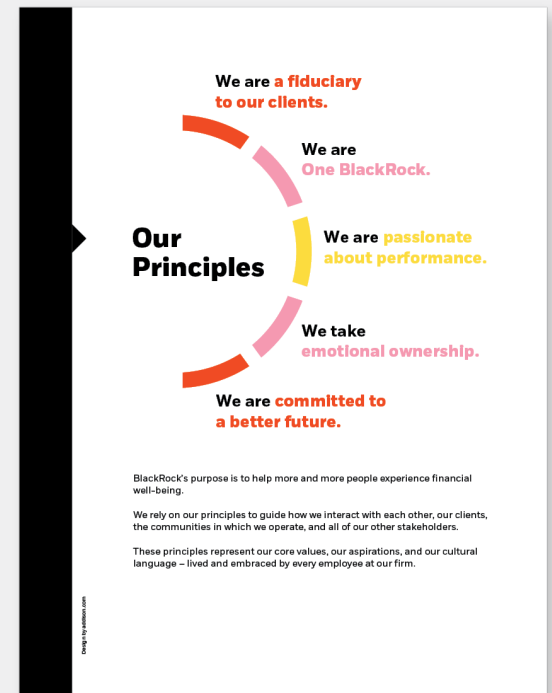 We are a fiduciary
to our clients.
We are
One BlackRock.
Our
Principles
We are passionate
about performance.
We take
emotional ownership.
We are committed to
a better future.
BlackRock's purpose is to help more and more people experience financial
well-being.
We rely on our principles to guide how we interact with each other, our clients,
the communities in which we operate, and all of our other stakeholders.
These principles represent our core values, our aspirations, and our cultural
language – lived and embraced by every employee at our firm.
Design by addison.com